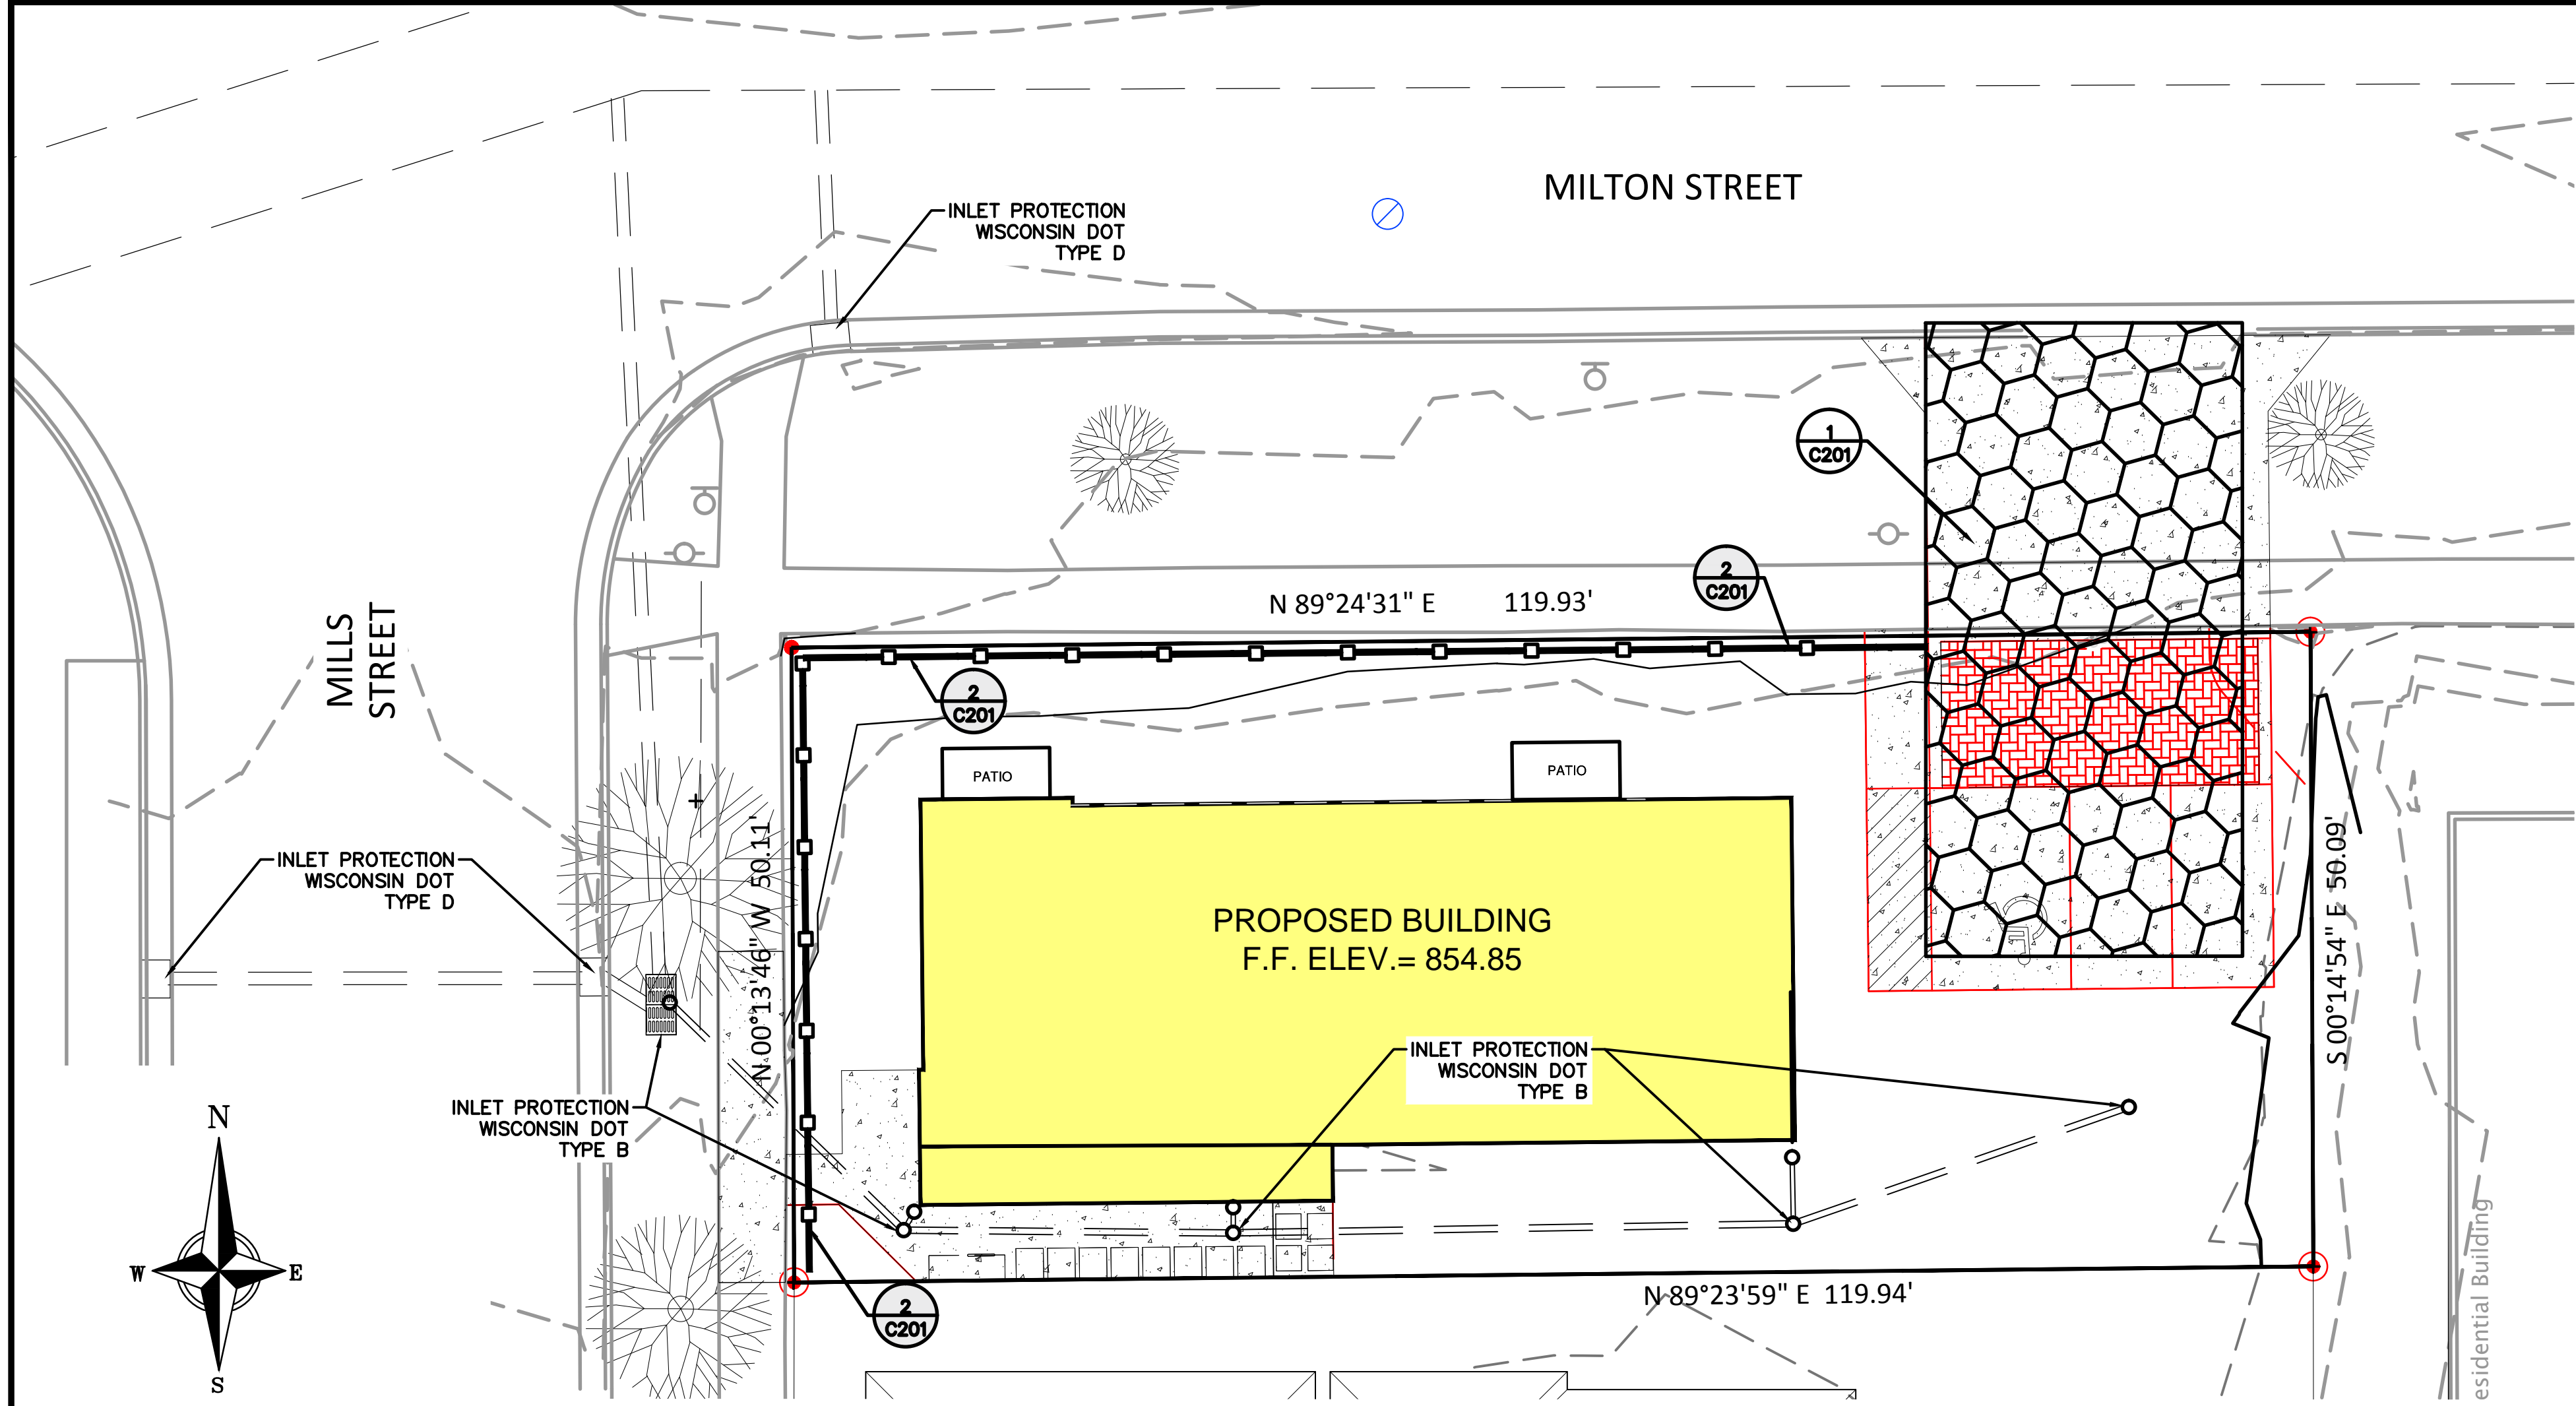 MILTON STREET
INLET PROTECTION
WISCONSIN DOT
TYPE D
1
C201
2
C201
N 89°24'31" E 119.93'
MILLS
STREET
2
C201
PATIO
PATIO
N 00°13'46" W 50.11'
S 00°14'54" E 50.09'
INLET PROTECTION
WISCONSIN DOT
TYPE D
PROPOSED BUILDING
F.F. ELEV.= 854.85
INLET PROTECTION
WISCONSIN DOT
TYPE B
INLET PROTECTION
WISCONSIN DOT
TYPE B
N
W
E
S
2
C201
N 89°23'59" E 119.94'
esidential Building